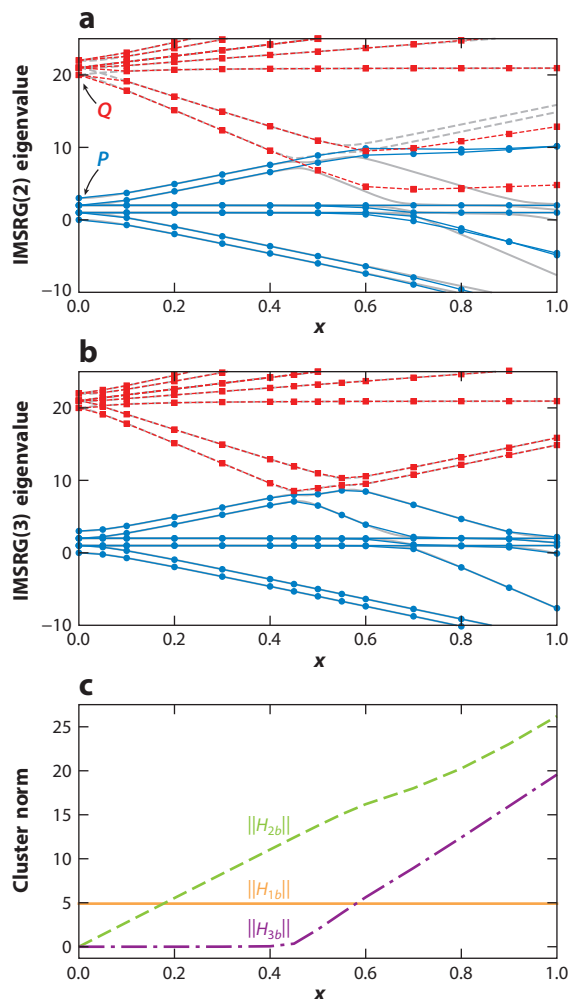 a
IMSRG(2) eigenvalue
20
10
0
−10
Q
P
0.0 0.2 0.4 0.6 0.8 1.0
x
b
IMSRG(3) eigenvalue
20
10
0
−10
0.0 0.2 0.4 0.6 0.8 1.0
x
c
Cluster norm
25
20
15
10
5
0
||H2b||
||H1b||
||H3b||
0.0 0.2 0.4 0.6 0.8 1.0
x